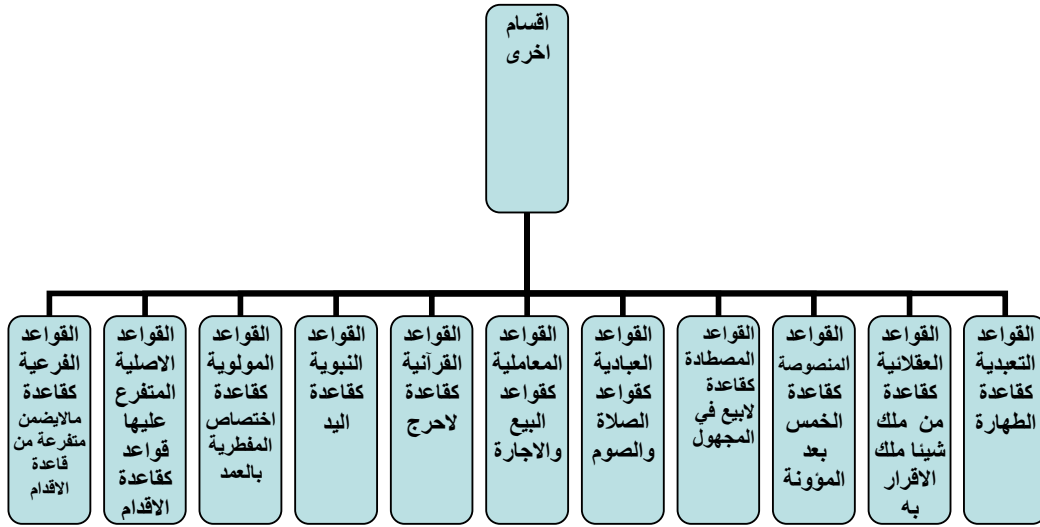 اقسام
اخرى
القواعد
التعبدية
كقاعدة
الطهارة
القواعد
العقلانية
كقاعدة
من ملك
شيئا ملك
الاقرار
به
القواعد
المنصوصة
كقاعدة
الخمس
بعد
المؤونة
القواعد
المصطادة
كقاعدة
لابيع في
المجهول
القواعد
العبادية
كقواعد
الصلاة
والصوم
القواعد
المعاملية
كقواعد
البيع
والاجارة
القواعد
القرآنية
كقاعدة
لاحرج
القواعد
النبوية
كقاعدة
اليد
القواعد
المولوية
كقاعدة
اختصاص
المفطرية
بالعمد
القواعد
الاصلية
المتفرع
عليها
قواعد
كقاعدة
الاقدام
القواعد
الفرعية
كقاعدة
مالايضمن
متفرعة من
قاعدة
الاقدام